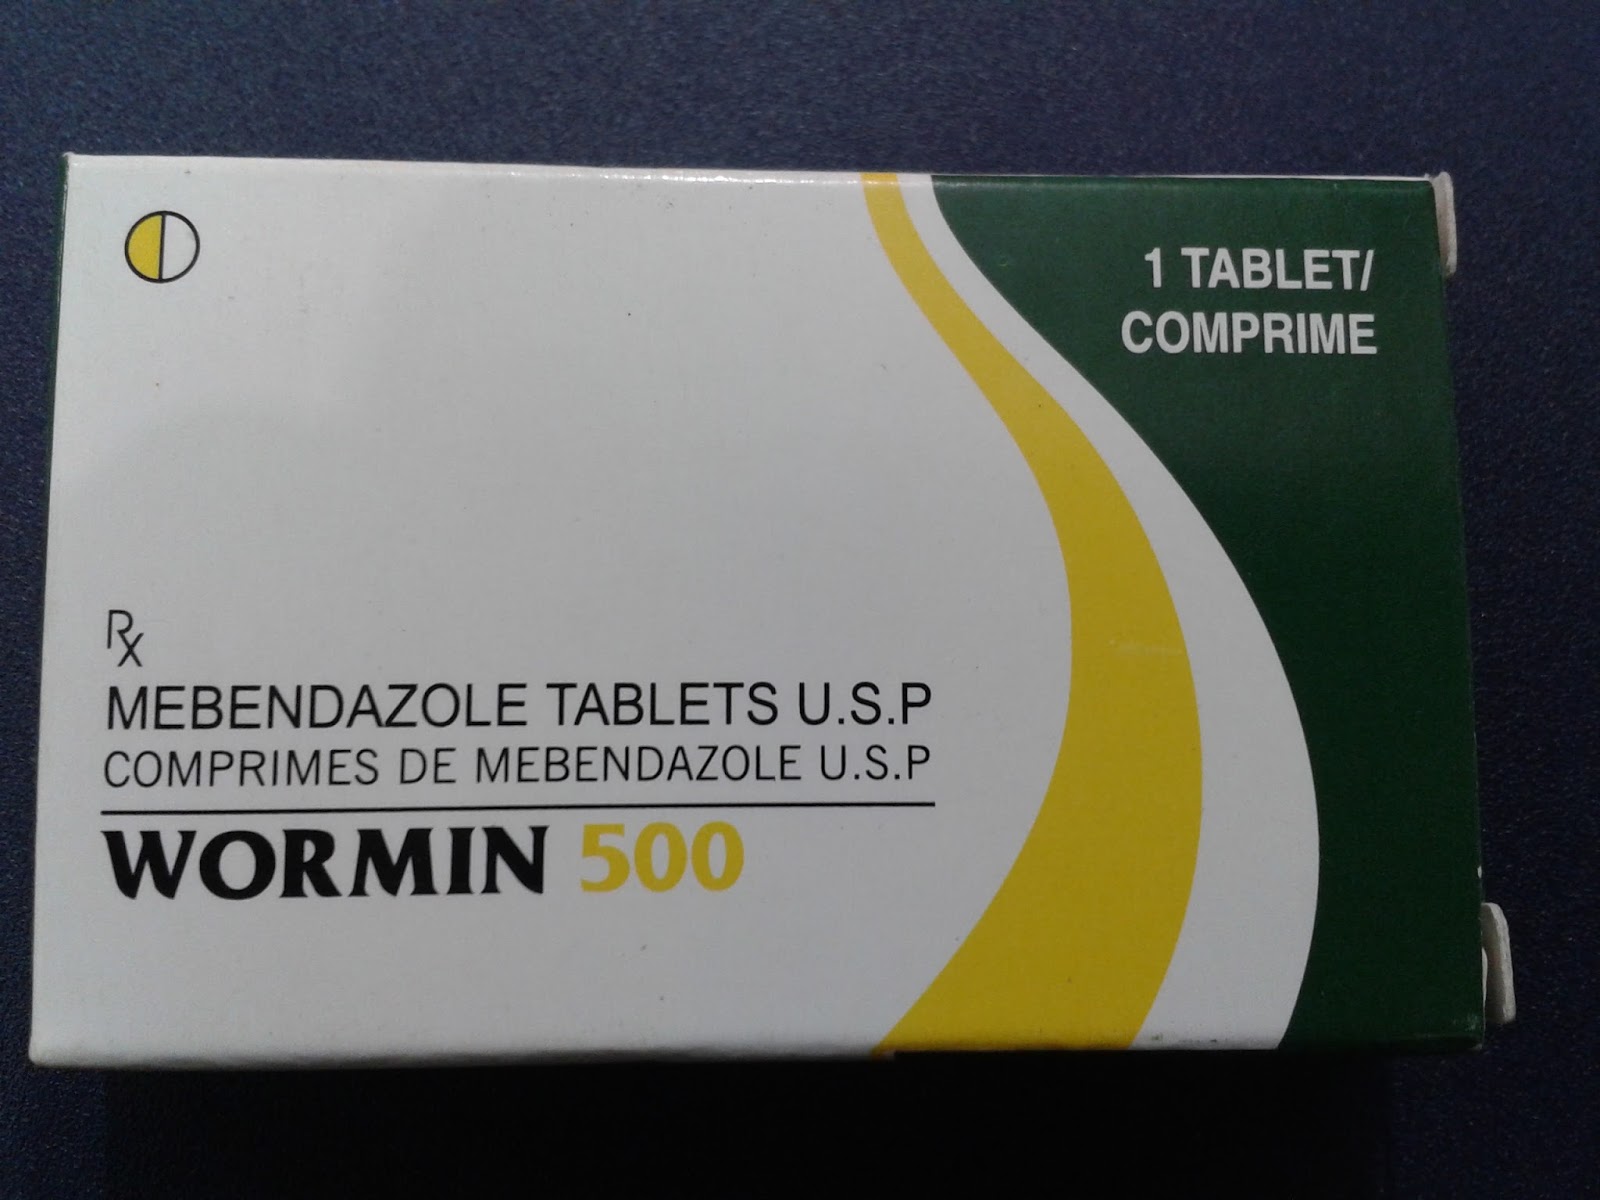 1 TABLET/
COMPRIME
Rx
MEBENDAZOLE TABLETS U.S.P
COMPRIMES DE MEBENDAZOLE U.S.P
WORMIN 500